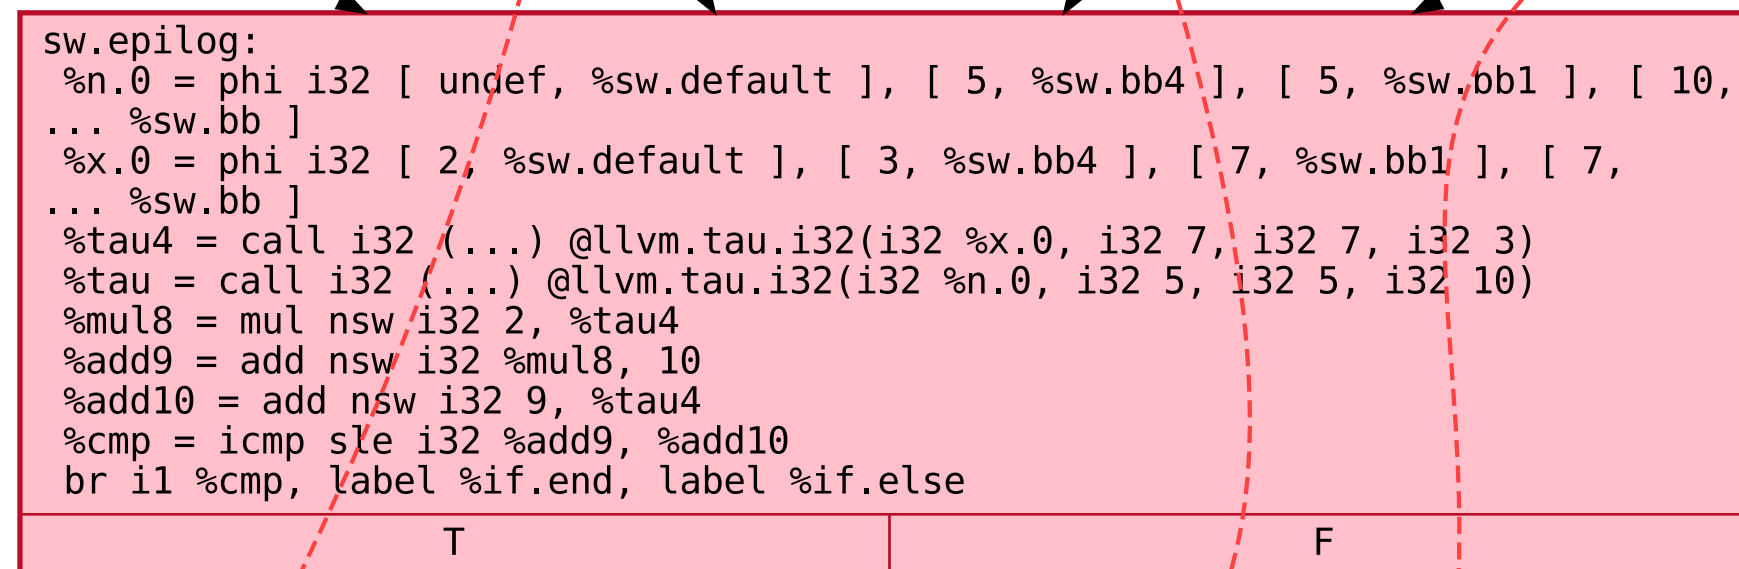 sw.epilog:
%n.0 = phi i32 [ undef, %sw.default ], [ 5, %sw.bb4 ], [ 5, %sw.bb1 ], [ 10,
... %sw.bb ]
%x.0 = phi i32 [ 2, %sw.default ], [ 3, %sw.bb4 ], [ 7, %sw.bb1 ], [ 7,
... %sw.bb ]
%tau4 = call i32 (...) @llvm.tau.i32(i32 %x.0, i32 7, i32 7, i32 3)
%tau = call i32 (...) @llvm.tau.i32(i32 %n.0, i32 5, i32 5, i32 10)
%mul8 = mul nsw i32 2, %tau4
%add9 = add nsw i32 %mul8, 10
%add10 = add nsw i32 9, %tau4
%cmp = icmp sle i32 %add9, %add10
br i1 %cmp, label %if.end, label %if.else
T
F